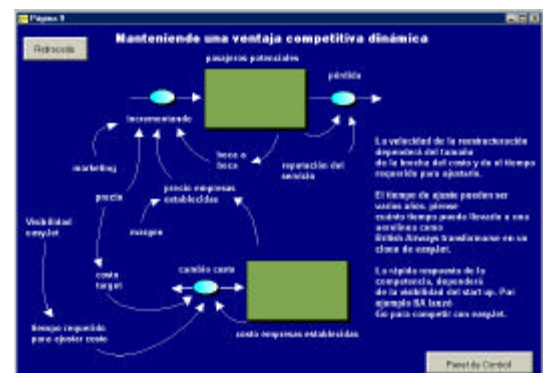 Página 9
Manteniendo una ventaja competitiva dinámica
Retroceda
pasajeros potenciales
pérdida
Incrementando
boca a
boca
marketing
reputación del
servicio
precio
precio empresas
establecidas
Visibilidad
easyJet
margen
costo
target
cambio costo
tiempo requerido
para ajustar costo
costo empresas establecidas
La velocidad de la reestructuración
dependerá del tamaño
de la brecha del costo y de el tiempo
requerido para ajustarlo.
El tiempo de ajuste pueden ser
varios años. piense
cuánto tiempo puede llevarle a una
aerolínea como
British Airways transformarse en un
clone de easyJet.
La rápida respuesta de la
competencia, dependerá
de la visibilidad del start up. Por
ejemplo BA lanzó
Go para competir con easyJet.
Panel de Control